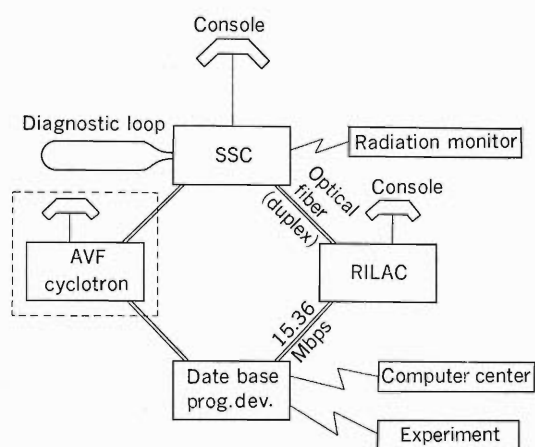 Console
Diagnostic loop
SSC
Radiation monitor
Optical
fiber
(duplex)
Console
AVF
cyclotron
RILAC
15.36
Mbps
Date base
prog.dev.
Computer center
Experiment